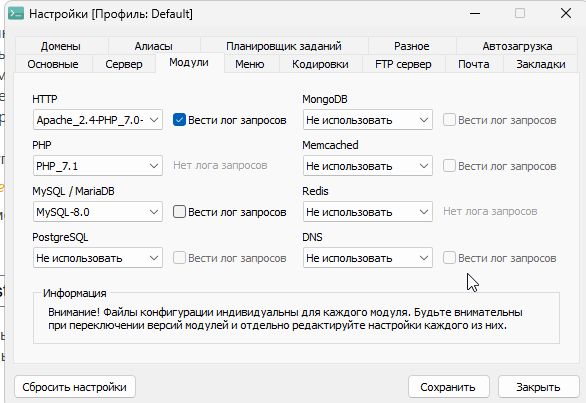 Настройки [Профиль: Default]
Домены Алиасы Планировщик заданий Разное Автозагрузка
Основные Сервер Модули Меню Кодировки FTP сервер Почта Закладки
HTTP
Apache_2.4-PHP_7.0- Вести лог запросов
PHP
PHP_7.1 Нет лога запросов
MySQL / MariaDB
MySQL-8.0 Вести лог запросов
PostgreSQL
Не использовать Вести лог запросов
MongoDB
Не использовать Вести лог запросов
Memcached
Не использовать Вести лог запросов
Redis
Не использовать Нет лога запросов
DNS
Не использовать Вести лог запросов
Информация
Внимание! Файлы конфигурации индивидуальны для каждого модуля. Будьте внимательны
при переключении версий модулей и отдельно редактируйте настройки каждого из них.
Сбросить настройки Сохранить Закрыть